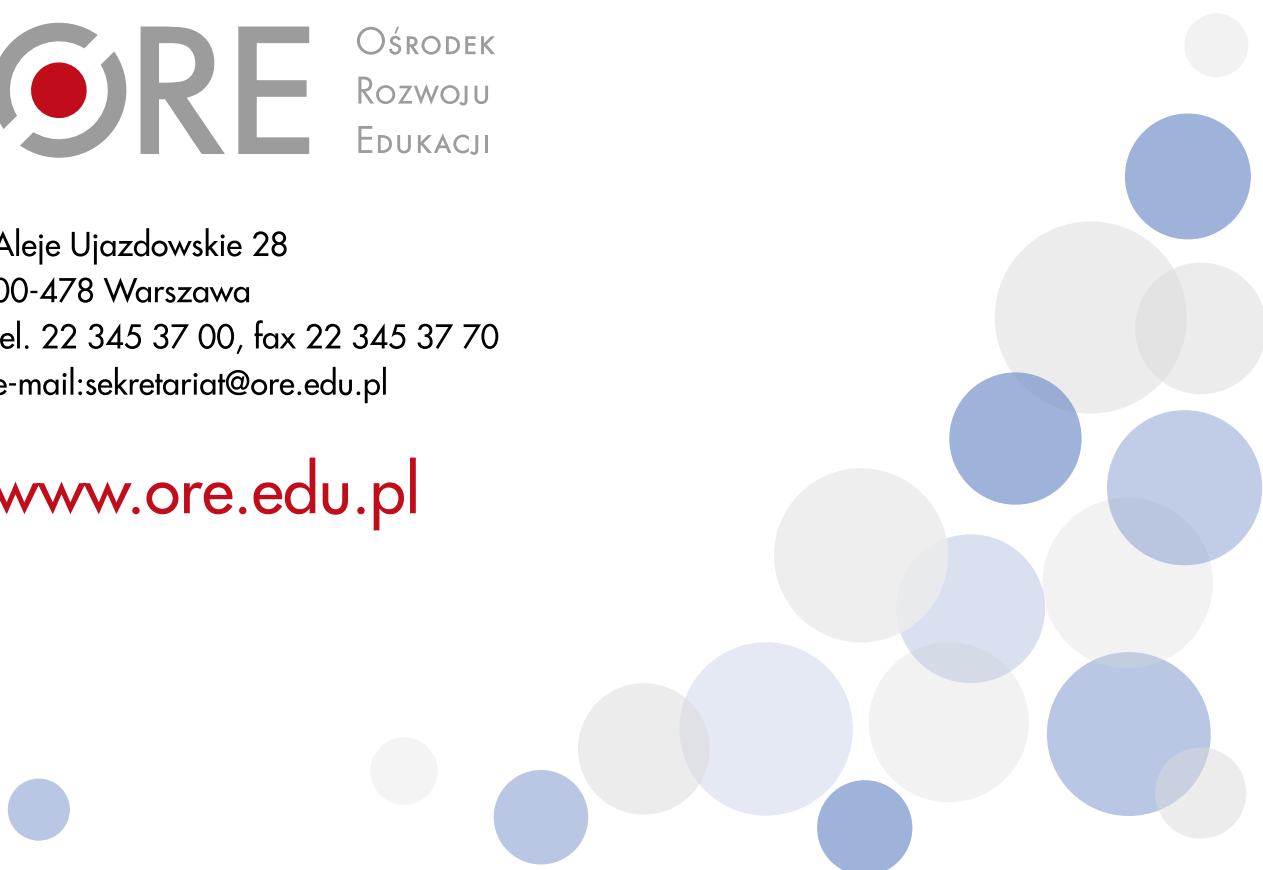 ORE
Ośrodek
Rozwoju
Edukacji
Aleje Ujazdowskie 28
00-478 Warszawa
tel. 22 345 37 00, fax 22 345 37 70
e-mail:sekretariat@ore.edu.pl
www.ore.edu.pl